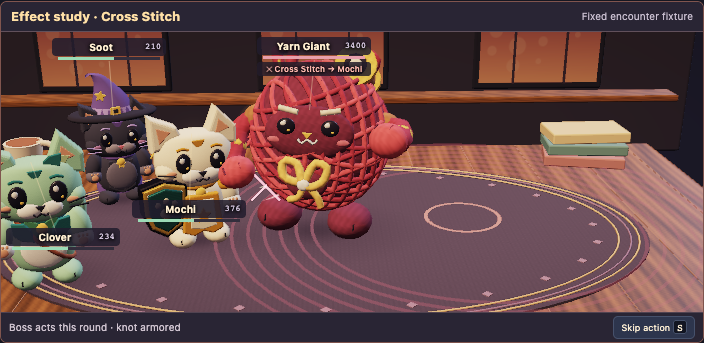 Effect study · Cross Stitch
Fixed encounter fixture
Soot 210
Yarn Giant 3400
× Cross Stitch → Mochi
Mochi 376
Clover 234
Boss acts this round · knot armored
Skip action S